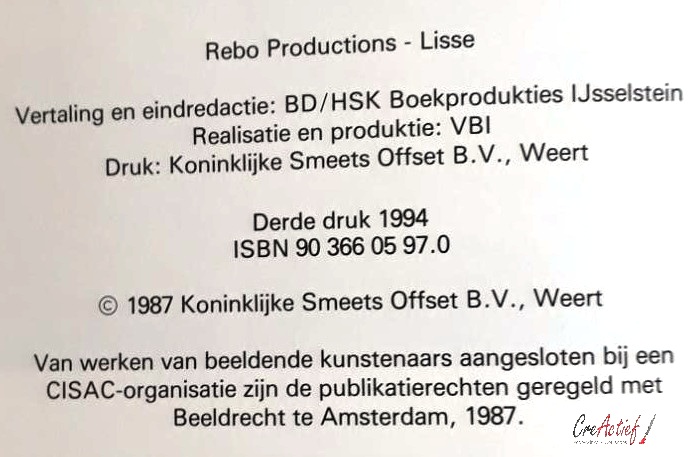 Rebo Productions - Lisse
Vertaling en eindredactie: BD/HSK Boekprodukties IJsselstein
Realisatie en produktie: VBI
Druk: Koninklijke Smeets Offset B.V., Weert
Derde druk 1994
ISBN 90 366 05 97.0
© 1987 Koninklijke Smeets Offset B.V., Weert
Van werken van beeldende kunstenaars aangesloten bij een
CISAC-organisatie zijn de publikatierechten geregeld met
Beeldrecht te Amsterdam, 1987.
CreActief!